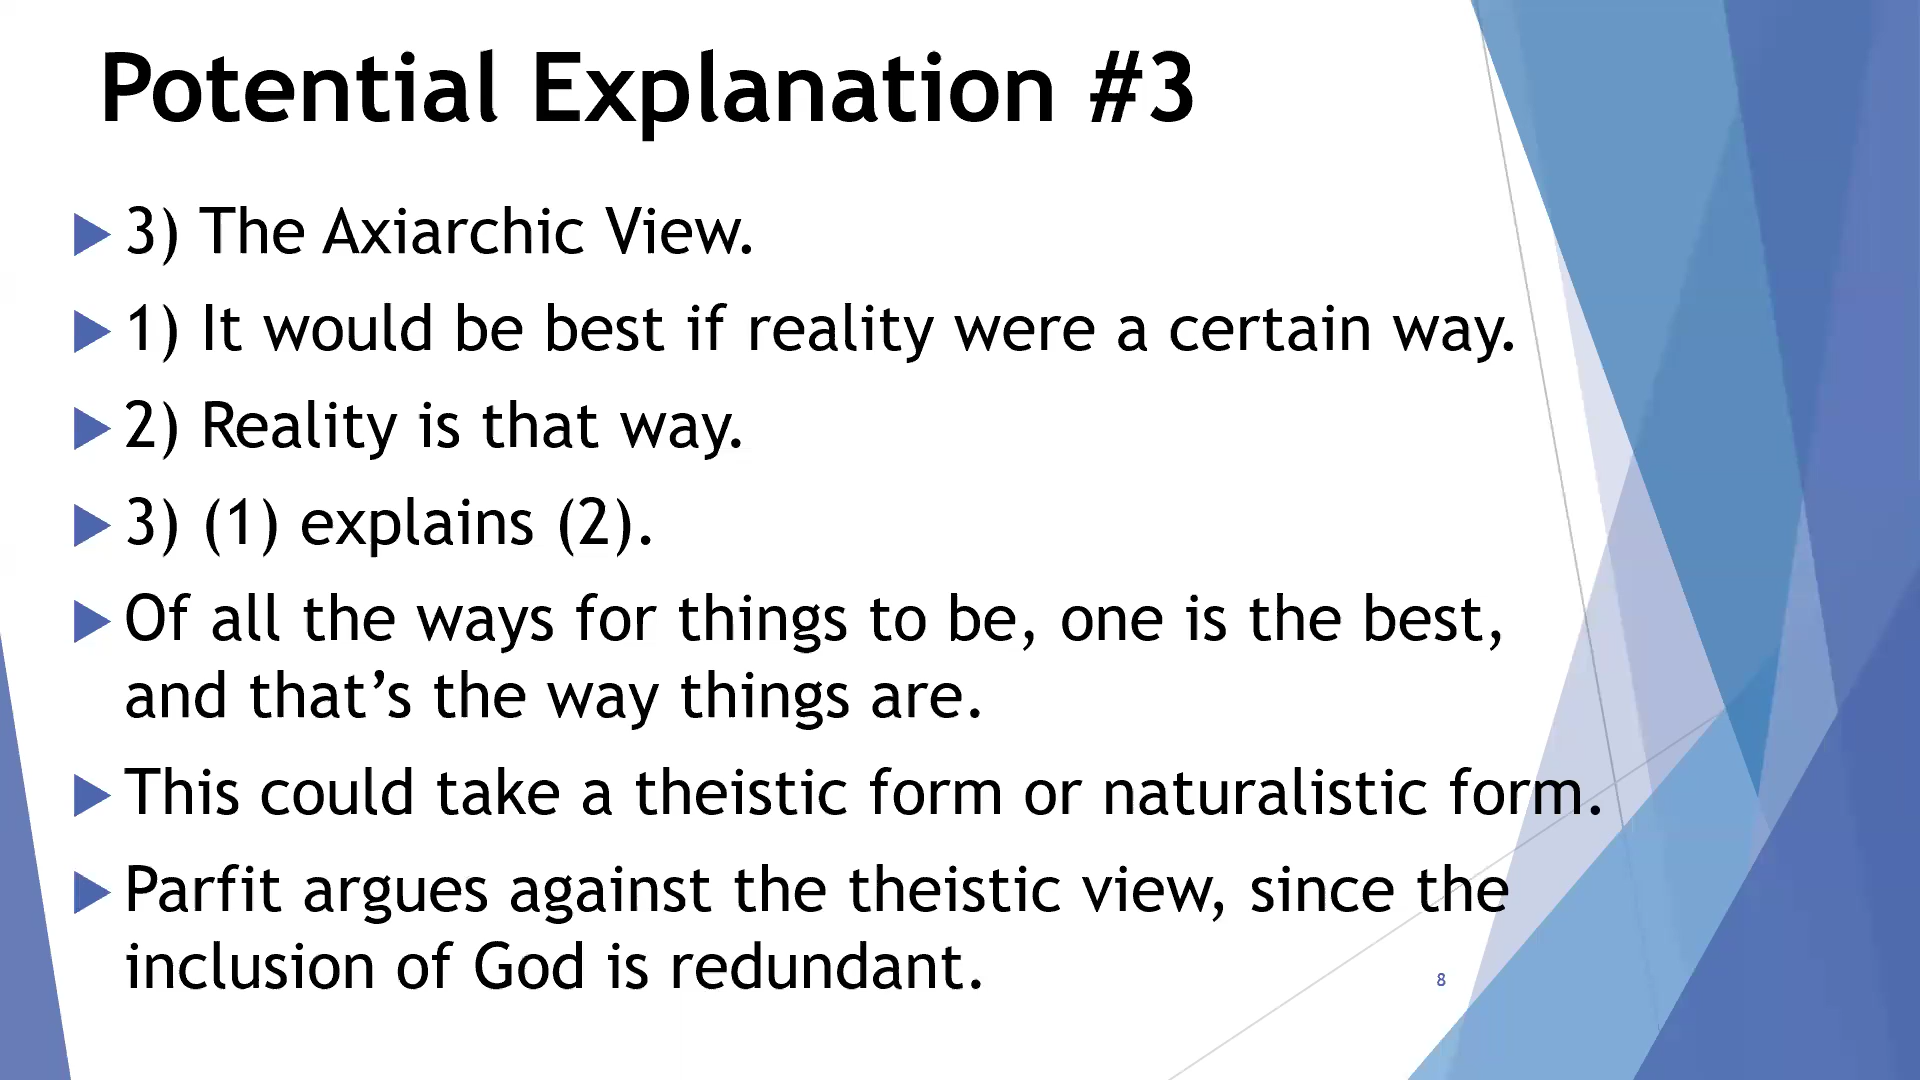 Potential Explanation #3
3) The Axiarchic View.
1) It would be best if reality were a certain way.
2) Reality is that way.
3) (1) explains (2).
Of all the ways for things to be, one is the best,
and that’s the way things are.
This could take a theistic form or naturalistic form.
Parfit argues against the theistic view, since the
inclusion of God is redundant.
8